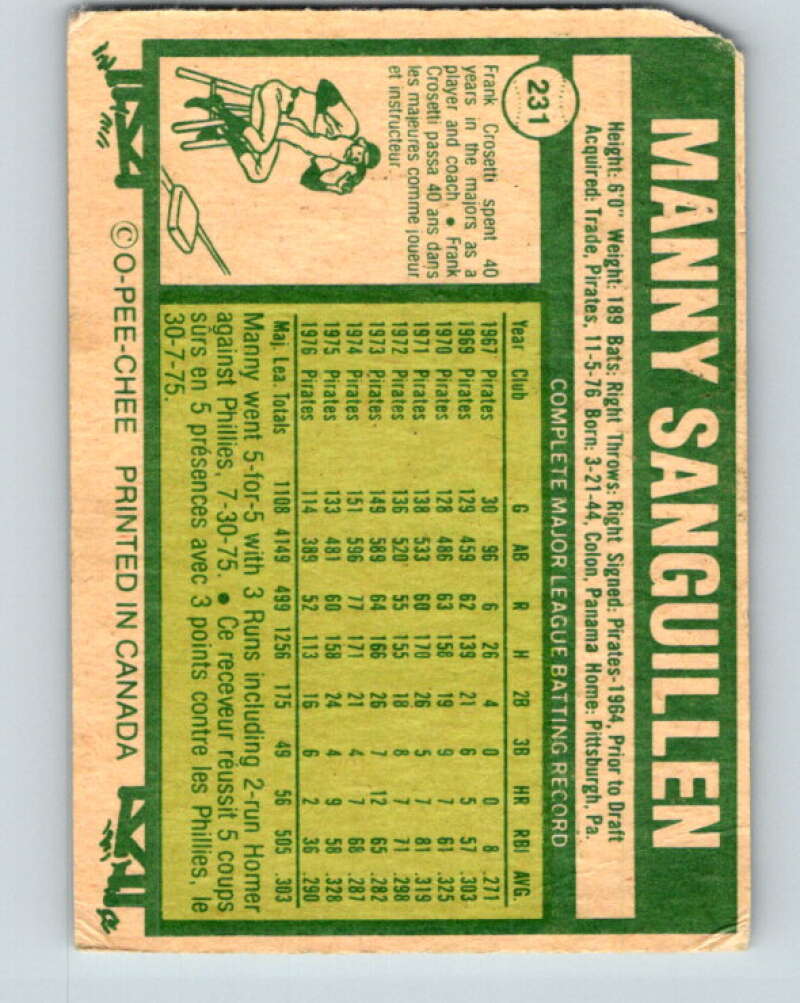 MANNY SANGUILLEN
Height: 6'0" Weight: 189 Bats: Right Throws: Right Signed: Pirates-1964, Prior to Draft
Acquired: Trade, Pirates, 11-5-76 Born: 3-21-44, Colon, Panama Home: Pittsburgh, Pa.
231
Frank Crosetti spent 40
years in the majors as a
player and coach • Frank
Crosetti passa 40 ans dans
les majeures comme joueur
et instructeur
COMPLETE MAJOR LEAGUE BATTING RECORD
Year Club G AB R H 2B 3B HR RBI AVG.
1967 Pirates 30 96 6 26 4 0 0 8 .271
1969 Pirates 129 459 62 139 21 6 5 57 .303
1970 Pirates 128 486 63 158 19 9 7 61 .325
1971 Pirates 138 533 60 170 26 5 7 81 .319
1972 Pirates 136 520 55 155 18 8 7 71 .298
1973 Pirates 149 589 64 166 26 7 12 65 .282
1974 Pirates 151 596 77 171 21 4 7 68 .287
1975 Pirates 133 481 60 158 24 4 9 58 .328
1976 Pirates 114 389 52 113 16 6 2 36 .290
Maj. Lea. Totals 1108 4149 499 1256 175 49 56 505 .303
Manny went 5-for-5 with 3 Runs including 2-run Homer
against Phillies, 7-30-75. • Ce receveur réussit 5 coups
sûrs en 5 présences avec 3 points contre les Phillies, le
30-7-75.
© O-PEE-CHEE PRINTED IN CANADA